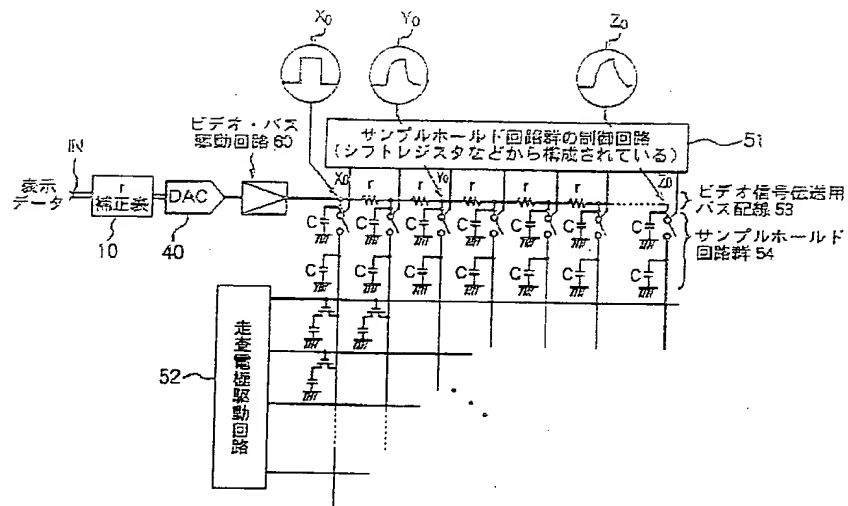 X₀
Y₀
Z₀
ビデオ・バス
駆動回路 60
サンプルホールド回路群の制御回路
(シフトレジスタなどから構成されている)
51
IN
表示
データ
r
補正表
10
DAC
40
X₀
r
Y₀
r
r
r
r
Z₀
ビデオ信号伝送用
バス配線 53
サンプルホールド
回路群 54
C
C
C
C
C
C
C
C
C
C
C
C
C
C
52
走査電極駆動回路